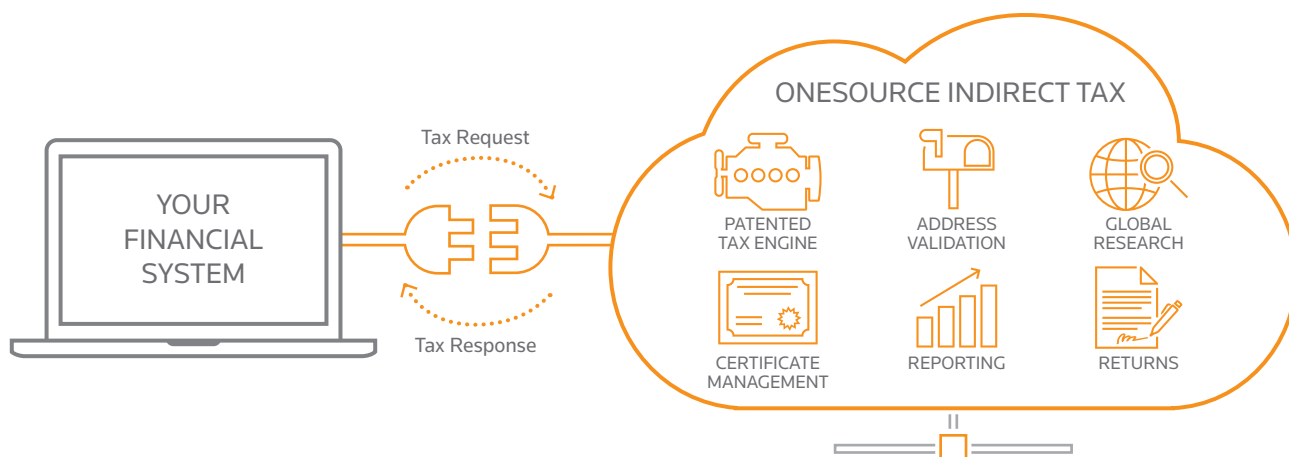 YOUR
FINANCIAL
SYSTEM
Tax Request
Tax Response
ONESOURCE INDIRECT TAX
PATENTED
TAX ENGINE
ADDRESS
VALIDATION
GLOBAL
RESEARCH
CERTIFICATE
MANAGEMENT
REPORTING
RETURNS